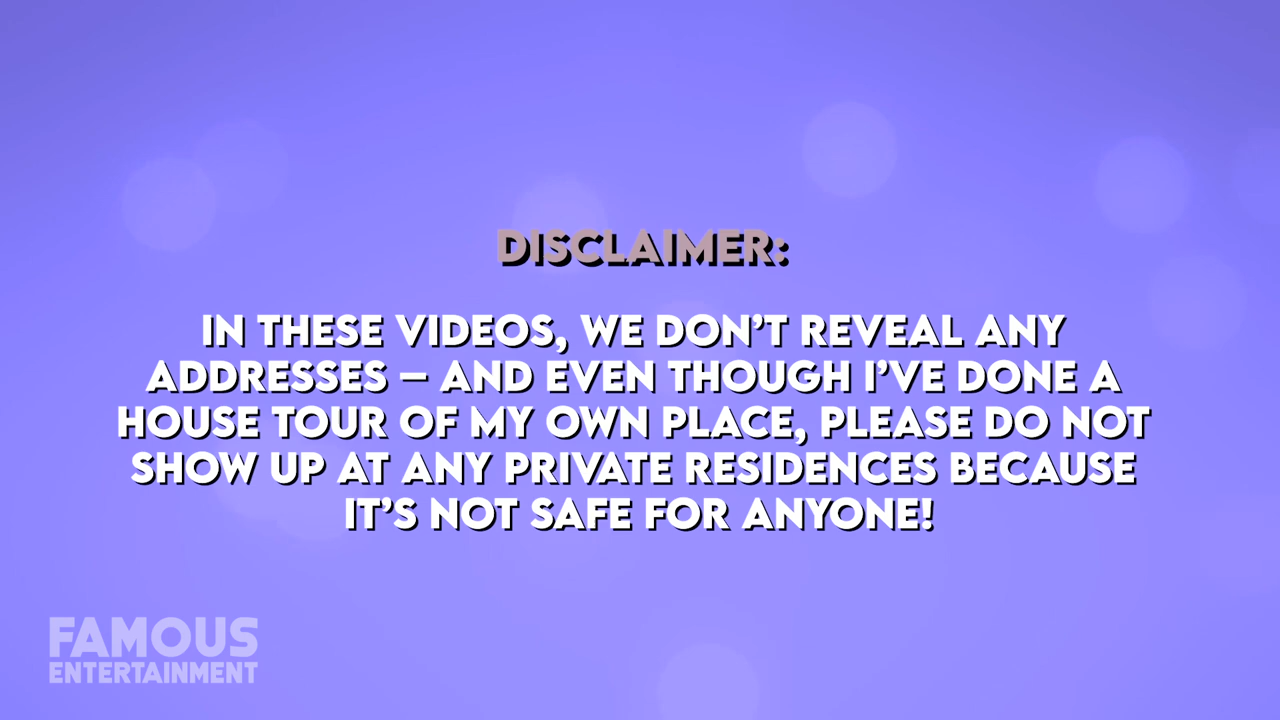 DISCLAIMER:
IN THESE VIDEOS, WE DON'T REVEAL ANY
ADDRESSES – AND EVEN THOUGH I'VE DONE A
HOUSE TOUR OF MY OWN PLACE, PLEASE DO NOT
SHOW UP AT ANY PRIVATE RESIDENCES BECAUSE
IT'S NOT SAFE FOR ANYONE!
FAMOUS
ENTERTAINMENT